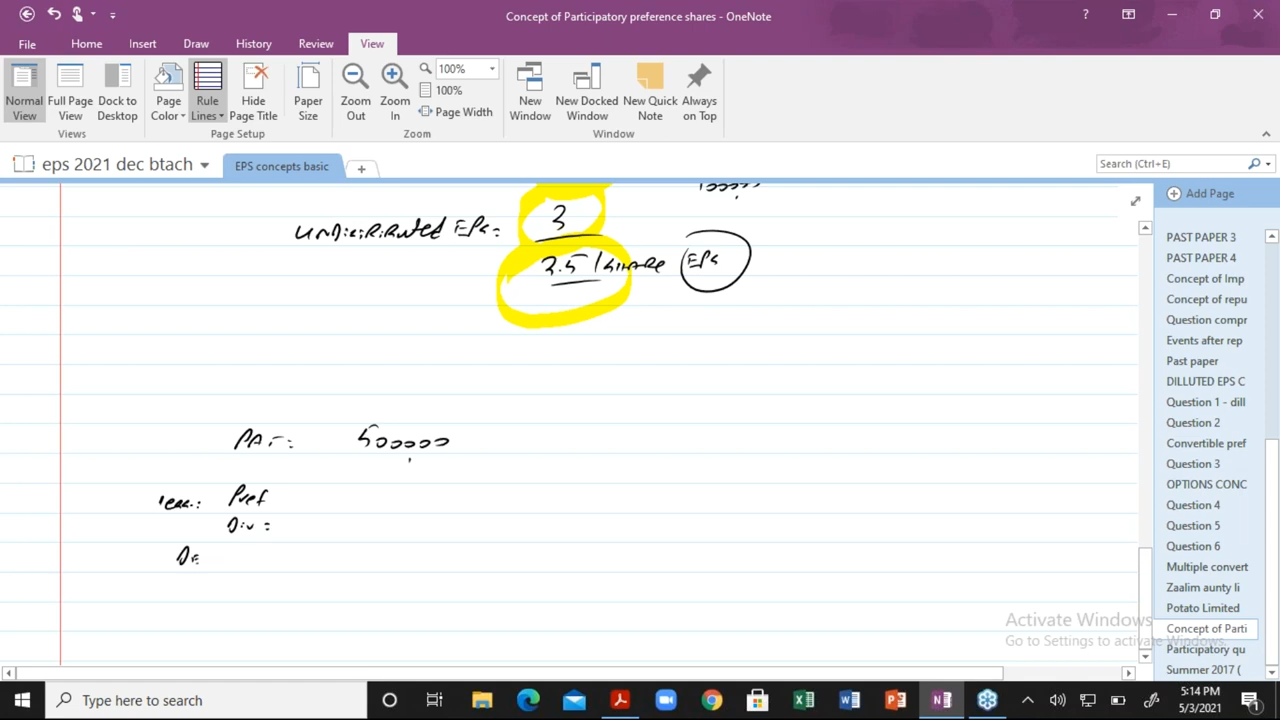 Concept of Participatory preference shares - OneNote
File Home Insert Draw History Review View
Normal View
Full Page View
Dock to Desktop
Page Color
Rule Lines
Hide Page Title
Paper Size
Zoom Out
Zoom In
100%
100%
Page Width
New Window
New Docked Window
New Quick Note
Always on Top
Views
Page Setup
Zoom
Window
eps 2021 dec btach
EPS concepts basic
Search (Ctrl+E)
Add Page
PAST PAPER 3
PAST PAPER 4
Concept of Imp
Concept of repu
Question compr
Events after rep
Past paper
DILLUTED EPS C
Question 1 - dill
Question 2
Convertible pref
Question 3
OPTIONS CONC
Question 4
Question 5
Question 6
Multiple convert
Zaalim aunty li
Potato Limited
Concept of Parti
Participatory qu
Summer 2017 (
EPS = 3
3.5 / SHARE EPS
PAT = 500000
Pref
Div =
Activate Windows
Go to Settings to activate Windows.
Type here to search
5:14 PM
5/3/2021